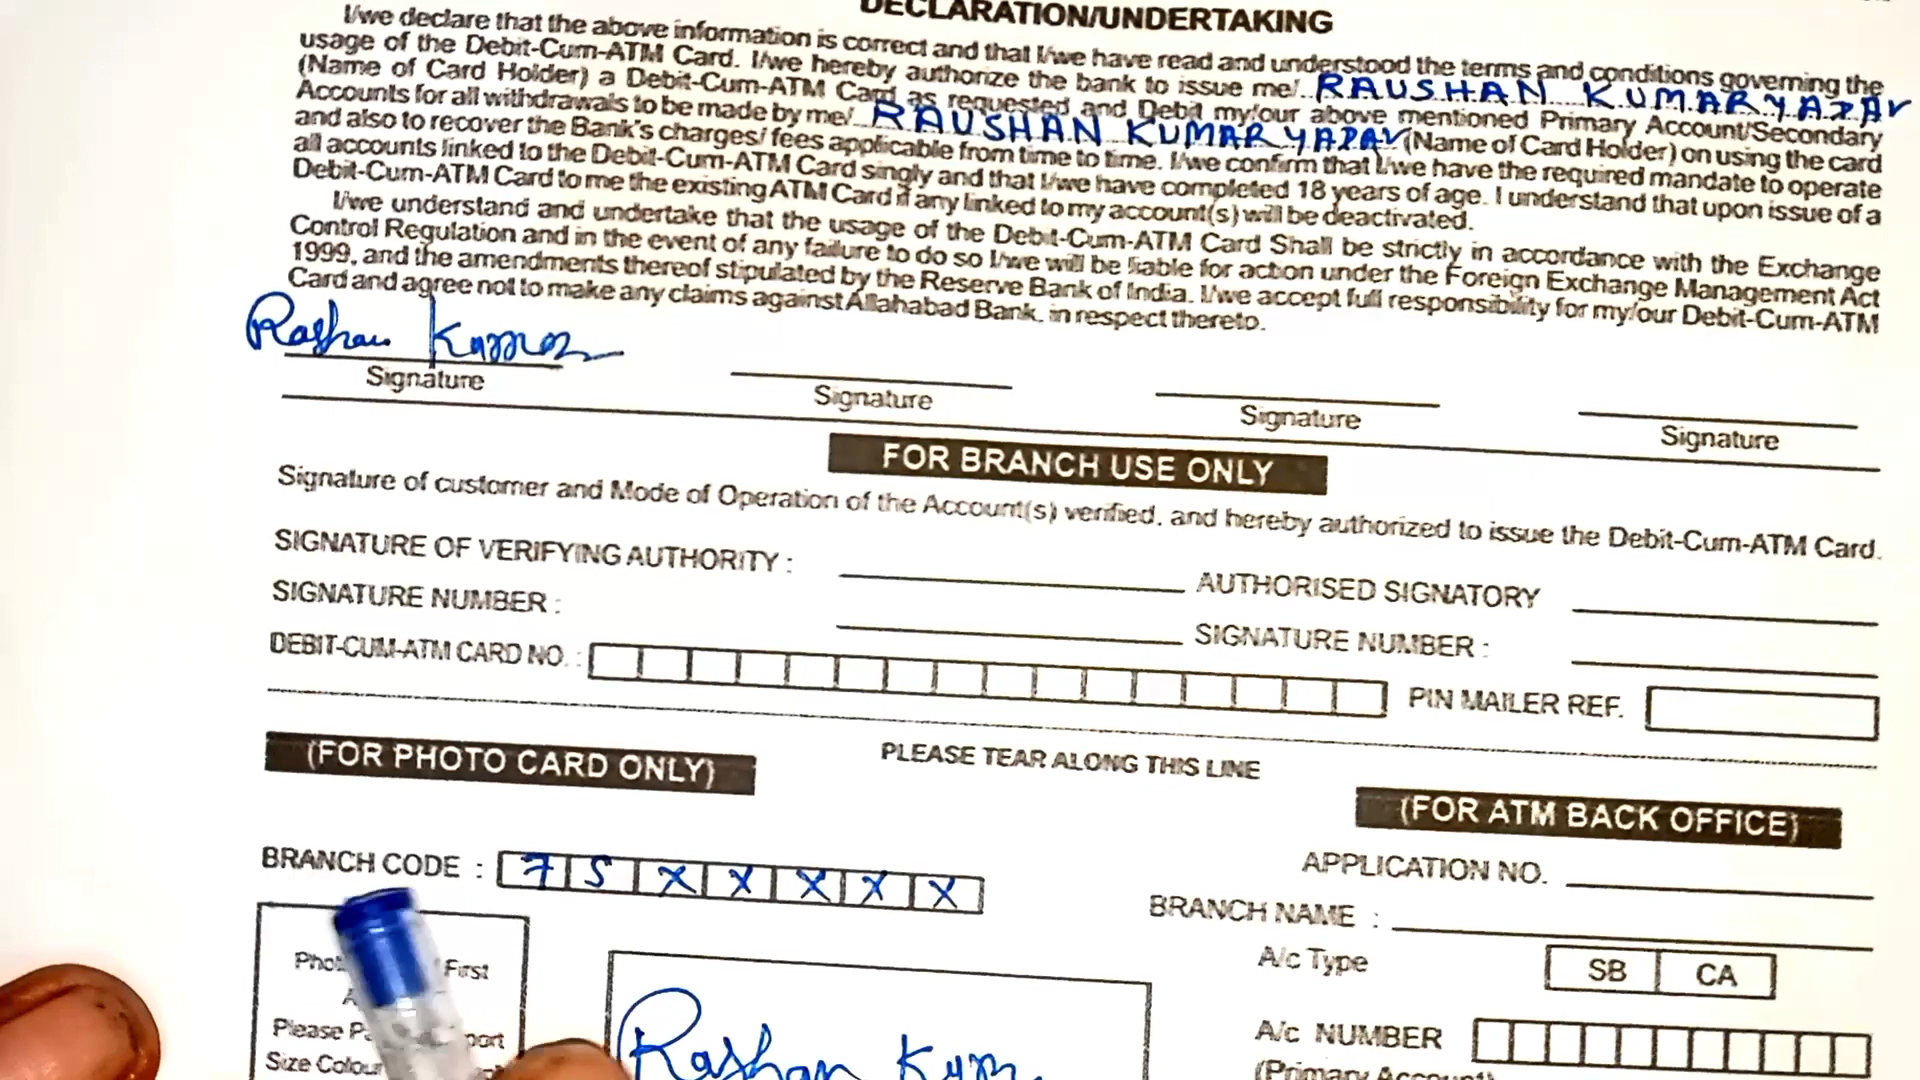 DECLARATION/UNDERTAKING
I/we declare that the above information is correct and that I/we have read and understood the terms and conditions governing the
usage of the Debit-Cum-ATM Card. I/we hereby authorize the bank to issue me/ RAUSHAN KUMAR YADAV
(Name of Card Holder) a Debit-Cum-ATM Card as requested and Debit my/our above mentioned Primary Account/Secondary
Accounts for all withdrawals to be made by me/ RAUSHAN KUMAR YADAV (Name of Card Holder) on using the card
and also to recover the Bank's charges/ fees applicable from time to time. I/we confirm that I/we have the required mandate to operate
all accounts linked to the Debit-Cum-ATM Card singly and that I/we have completed 18 years of age. I understand that upon issue of a
Debit-Cum-ATM Card to me the existing ATM Card if any linked to my account(s) will be deactivated.
I/we understand and undertake that the usage of the Debit-Cum-ATM Card Shall be strictly in accordance with the Exchange
Control Regulation and in the event of any failure to do so I/we will be liable for action under the Foreign Exchange Management Act
1999, and the amendments thereof stipulated by the Reserve Bank of India. I/we accept full responsibility for my/our Debit-Cum-ATM
Card and agree not to make any claims against Allahabad Bank, in respect thereto.
Rashan Kumar
Signature Signature Signature Signature
FOR BRANCH USE ONLY
Signature of customer and Mode of Operation of the Account(s) verified, and hereby authorized to issue the Debit-Cum-ATM Card.
SIGNATURE OF VERIFYING AUTHORITY : AUTHORISED SIGNATORY
SIGNATURE NUMBER : SIGNATURE NUMBER :
DEBIT-CUM-ATM CARD NO. : PIN MAILER REF.
PLEASE TEAR ALONG THIS LINE
(FOR PHOTO CARD ONLY) (FOR ATM BACK OFFICE)
BRANCH CODE : 7 5 X X X X X
APPLICATION NO.
BRANCH NAME :
First
A/c Type SB CA
Please
Size
Rashan Kum
A/c NUMBER
(Primary Account)